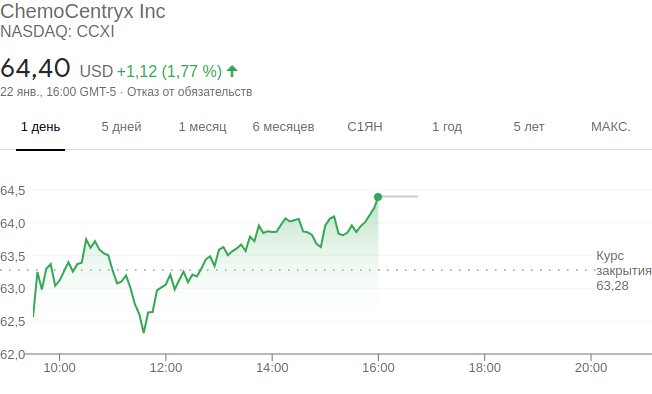 ChemoCentryx Inc
NASDAQ: CCXI
64,40 USD +1,12 (1,77 %)
22 янв., 16:00 GMT-5 · Отказ от обязательств
1 день 5 дней 1 месяц 6 месяцев С1ЯН 1 год 5 лет МАКС.
64,5
64,0
63,5
Курс
закрытия
63,28
63,0
62,5
62,0
10:00 12:00 14:00 16:00 18:00 20:00